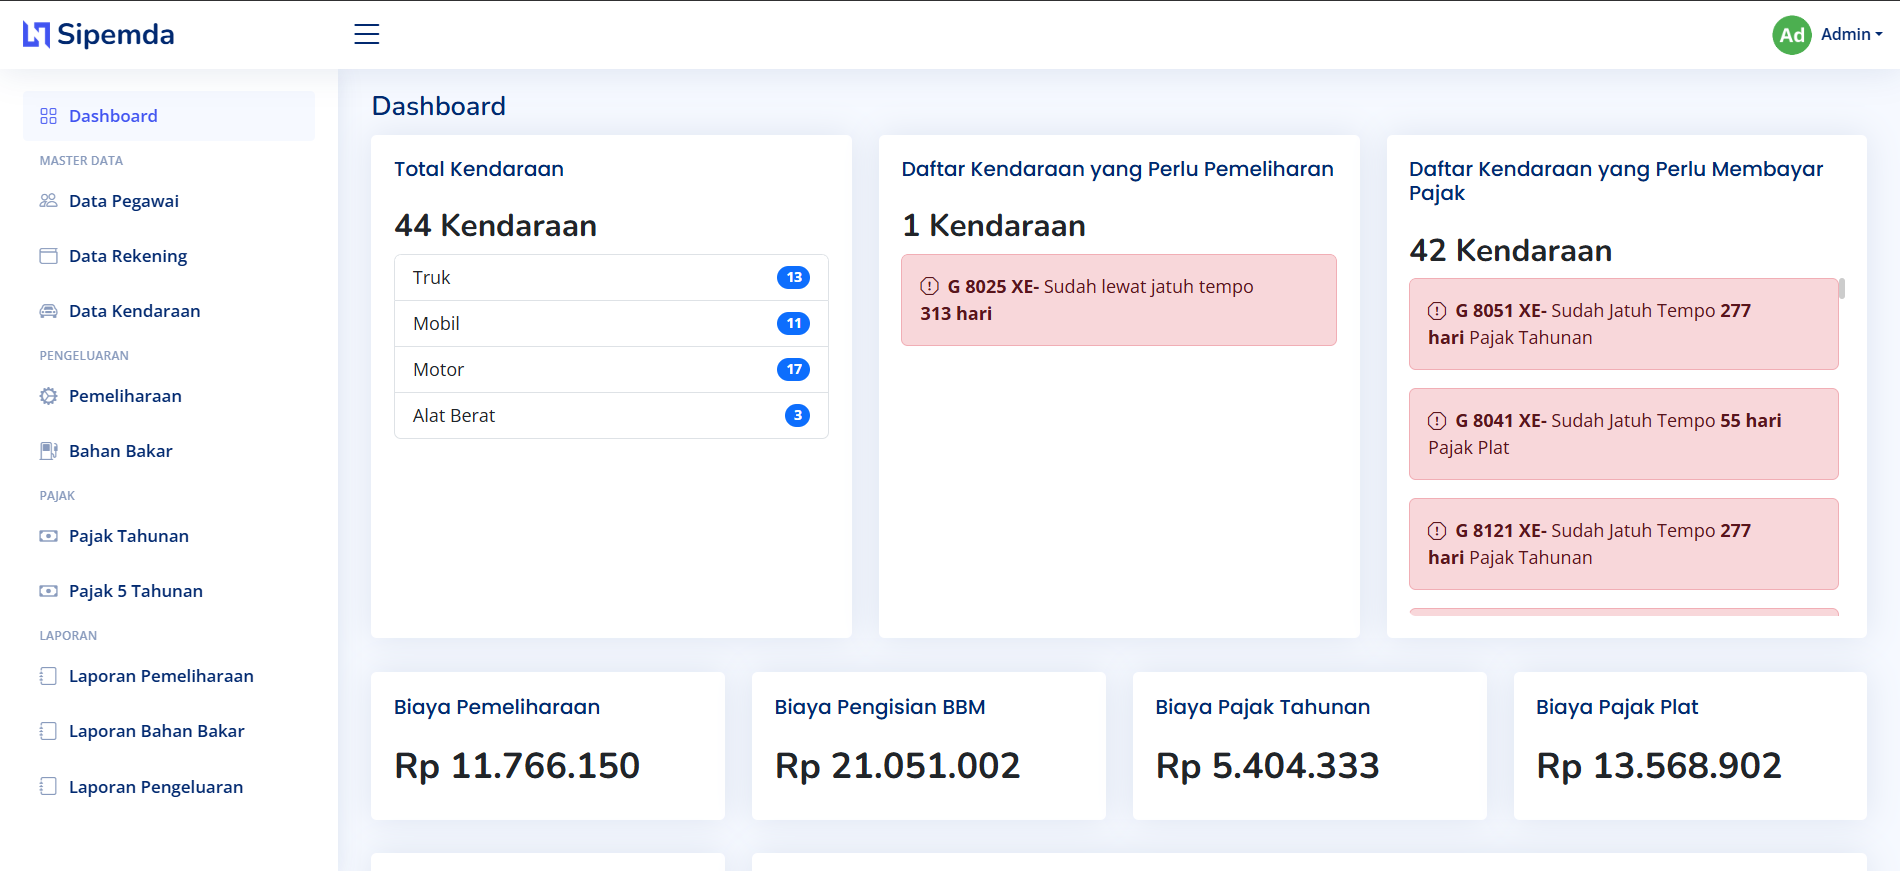 Sipemda
Ad Admin
Dashboard
MASTER DATA
Data Pegawai
Data Rekening
Data Kendaraan
PENGELUARAN
Pemeliharaan
Bahan Bakar
PAJAK
Pajak Tahunan
Pajak 5 Tahunan
LAPORAN
Laporan Pemeliharaan
Laporan Bahan Bakar
Laporan Pengeluaran
Dashboard
Total Kendaraan
44 Kendaraan
Truk 13
Mobil 11
Motor 17
Alat Berat 3
Daftar Kendaraan yang Perlu Pemeliharan
1 Kendaraan
G 8025 XE- Sudah lewat jatuh tempo
313 hari
Daftar Kendaraan yang Perlu Membayar
Pajak
42 Kendaraan
G 8051 XE- Sudah Jatuh Tempo 277
hari Pajak Tahunan
G 8041 XE- Sudah Jatuh Tempo 55 hari
Pajak Plat
G 8121 XE- Sudah Jatuh Tempo 277
hari Pajak Tahunan
Biaya Pemeliharaan
Rp 11.766.150
Biaya Pengisian BBM
Rp 21.051.002
Biaya Pajak Tahunan
Rp 5.404.333
Biaya Pajak Plat
Rp 13.568.902